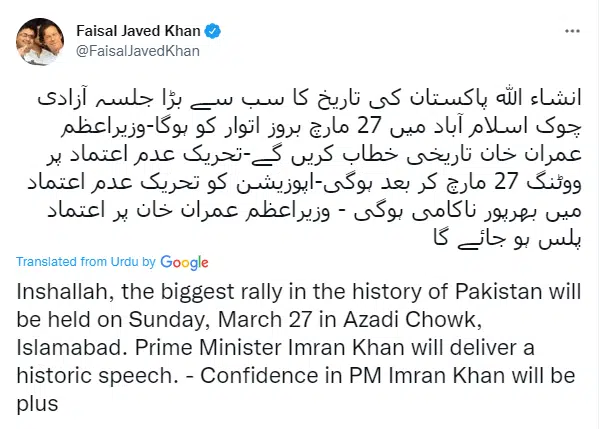 Faisal Javed Khan
@FaisalJavedKhan
انشاء اللہ پاکستان کی تاریخ کا سب سے بڑا جلسہ آزادی
چوک اسلام آباد میں 27 مارچ بروز اتوار کو ہوگا-وزیراعظم
عمران خان تاریخی خطاب کریں گے-تحریک عدم اعتماد پر
ووٹنگ 27 مارچ کر بعد ہوگی-اپوزیشن کو تحریک عدم اعتماد
میں بھرپور ناکامی ہوگی - وزیراعظم عمران خان پر اعتماد
پلس ہو جائے گا
Translated from Urdu by Google
Inshallah, the biggest rally in the history of Pakistan will
be held on Sunday, March 27 in Azadi Chowk,
Islamabad. Prime Minister Imran Khan will deliver a
historic speech. - Confidence in PM Imran Khan will be
plus